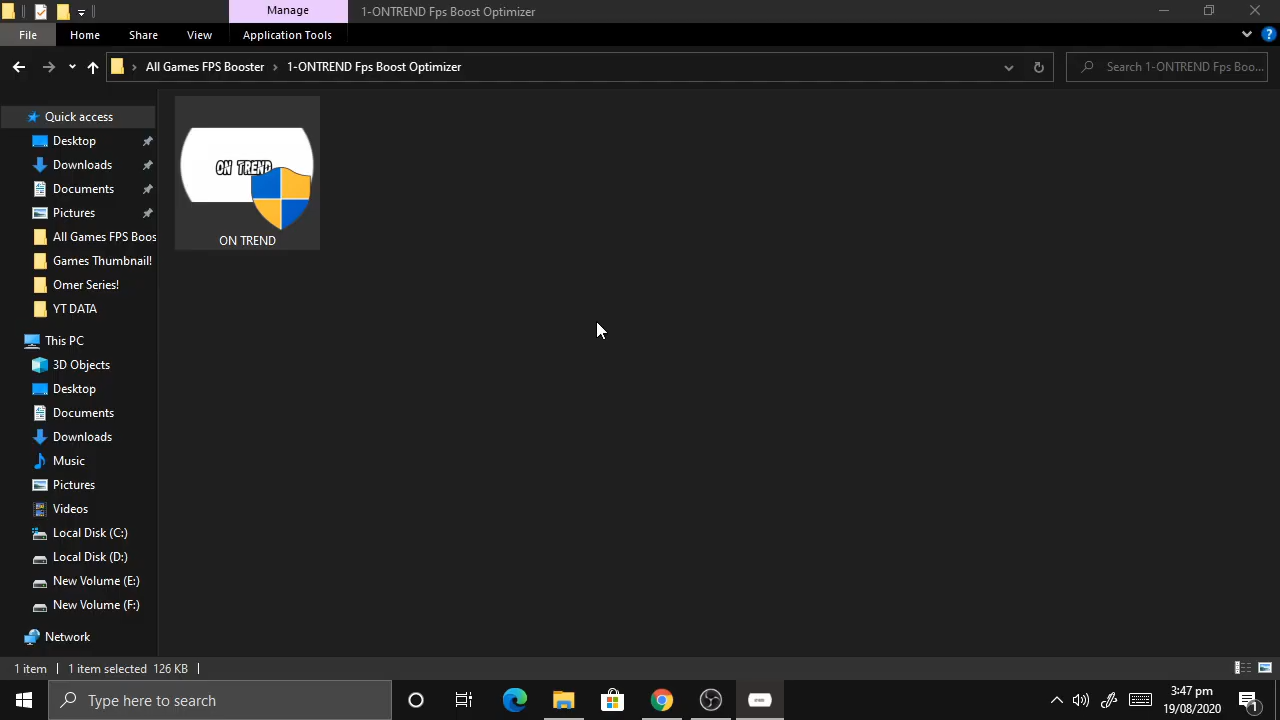 Manage
1-ONTREND Fps Boost Optimizer
File
Home
Share
View
Application Tools
All Games FPS Booster
1-ONTREND Fps Boost Optimizer
Search 1-ONTREND Fps Boo...
Quick access
Desktop
Downloads
Documents
Pictures
All Games FPS Boos
Games Thumbnail!
Omer Series!
YT DATA
This PC
3D Objects
Desktop
Documents
Downloads
Music
Pictures
Videos
Local Disk (C:)
Local Disk (D:)
New Volume (E:)
New Volume (F:)
Network
ON TREND
ON TREND
1 item
1 item selected 126 KB
Type here to search
3:47 pm
19/08/2020
1